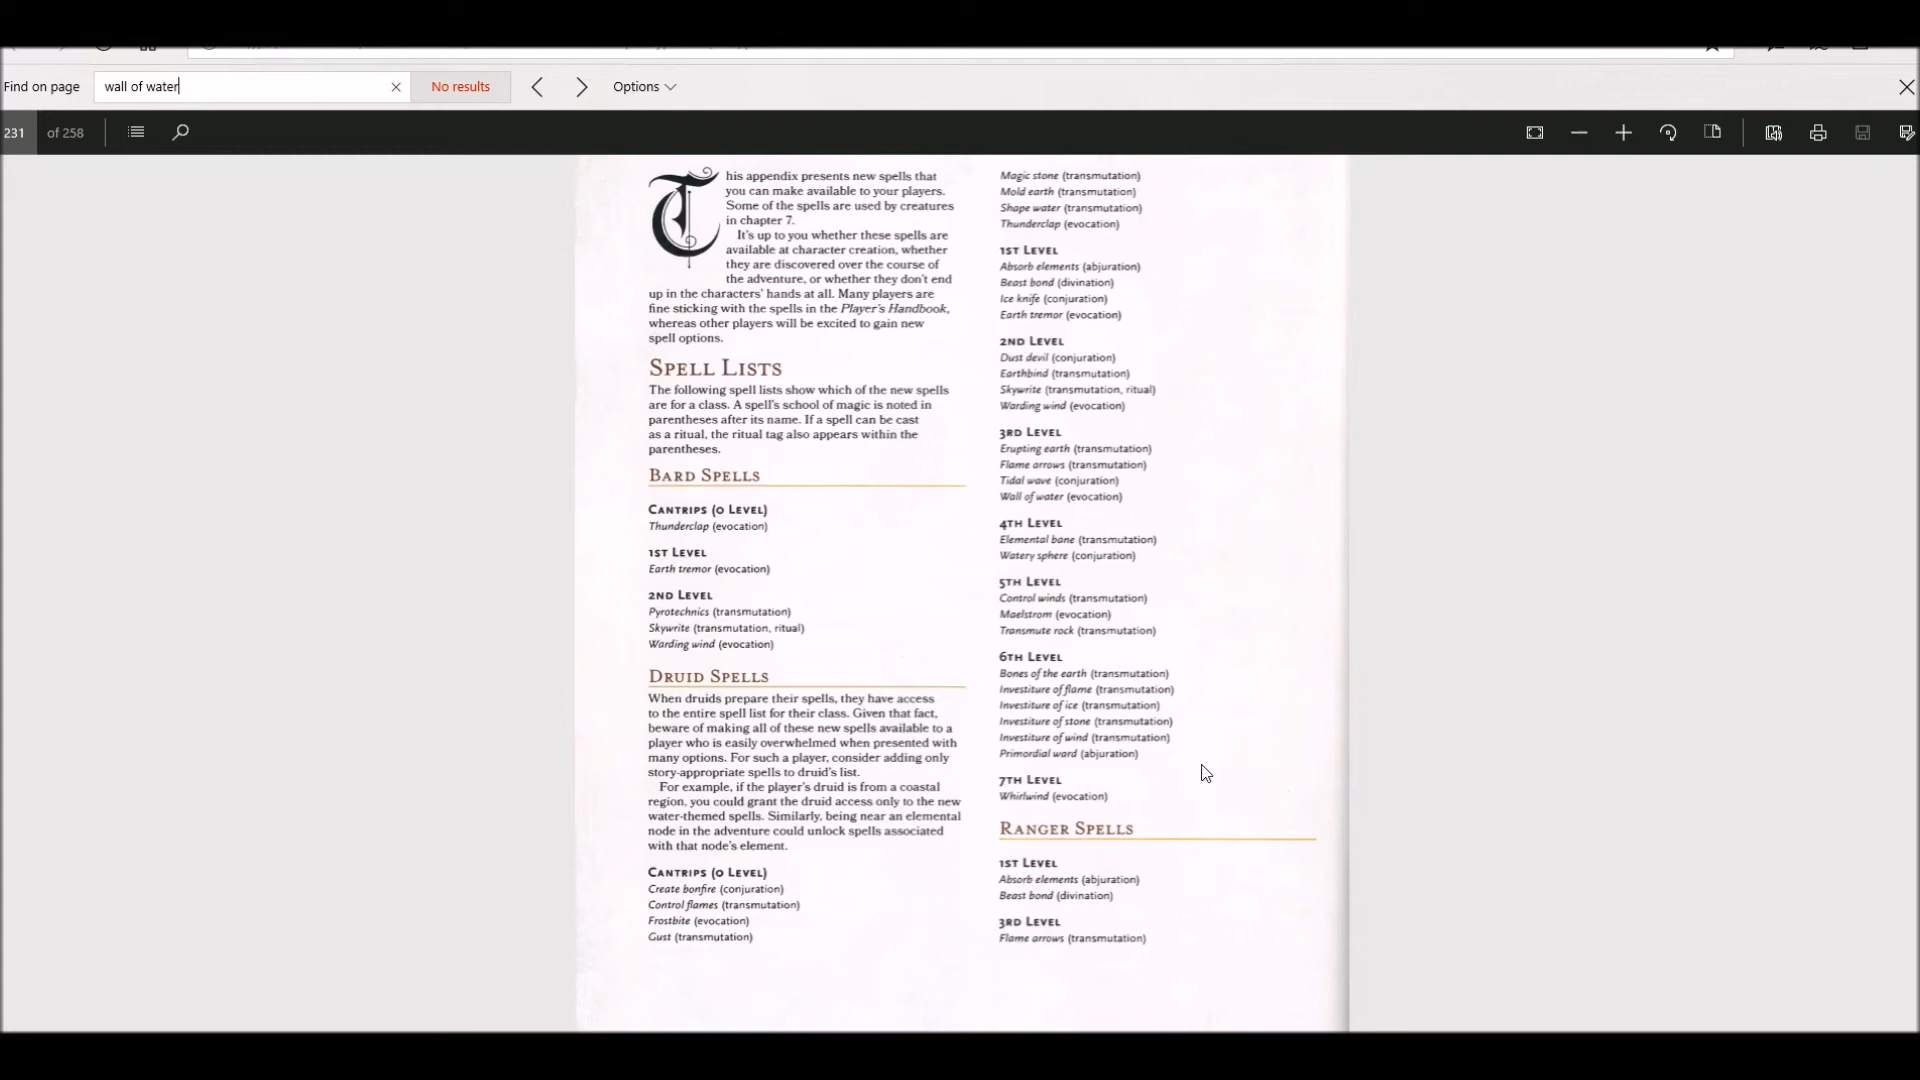 Find on page
wall of water
No results
Options
231
of 258
This appendix presents new spells that
you can make available to your players.
Some of the spells are used by creatures
in chapter 7.
It's up to you whether these spells are
available at character creation, whether
they are discovered over the course of
the adventure, or whether they don't end
up in the characters' hands at all. Many players are
fine sticking with the spells in the Player's Handbook,
whereas other players will be excited to gain new
spell options.
SPELL LISTS
The following spell lists show which of the new spells
are for a class. A spell's school of magic is noted in
parentheses after its name. If a spell can be cast
as a ritual, the ritual tag also appears within the
parentheses.
BARD SPELLS
CANTRIPS (0 LEVEL)
Thunderclap (evocation)
1ST LEVEL
Earth tremor (evocation)
2ND LEVEL
Pyrotechnics (transmutation)
Skywrite (transmutation, ritual)
Warding wind (evocation)
DRUID SPELLS
When druids prepare their spells, they have access
to the entire spell list for their class. Given that fact,
beware of making all of these new spells available to a
player who is easily overwhelmed when presented with
many options. For such a player, consider adding only
story-appropriate spells to druid's list.
For example, if the player's druid is from a coastal
region, you could grant the druid access only to the new
water-themed spells. Similarly, being near an elemental
node in the adventure could unlock spells associated
with that node's element.
CANTRIPS (0 LEVEL)
Create bonfire (conjuration)
Control flames (transmutation)
Frostbite (evocation)
Gust (transmutation)
Magic stone (transmutation)
Mold earth (transmutation)
Shape water (transmutation)
Thunderclap (evocation)
1ST LEVEL
Absorb elements (abjuration)
Beast bond (divination)
Ice knife (conjuration)
Earth tremor (evocation)
2ND LEVEL
Dust devil (conjuration)
Earthbind (transmutation)
Skywrite (transmutation, ritual)
Warding wind (evocation)
3RD LEVEL
Erupting earth (transmutation)
Flame arrows (transmutation)
Tidal wave (conjuration)
Wall of water (evocation)
4TH LEVEL
Elemental bane (transmutation)
Watery sphere (conjuration)
5TH LEVEL
Control winds (transmutation)
Maelstrom (evocation)
Transmute rock (transmutation)
6TH LEVEL
Bones of the earth (transmutation)
Investiture of flame (transmutation)
Investiture of ice (transmutation)
Investiture of stone (transmutation)
Investiture of wind (transmutation)
Primordial ward (abjuration)
7TH LEVEL
Whirlwind (evocation)
RANGER SPELLS
1ST LEVEL
Absorb elements (abjuration)
Beast bond (divination)
3RD LEVEL
Flame arrows (transmutation)